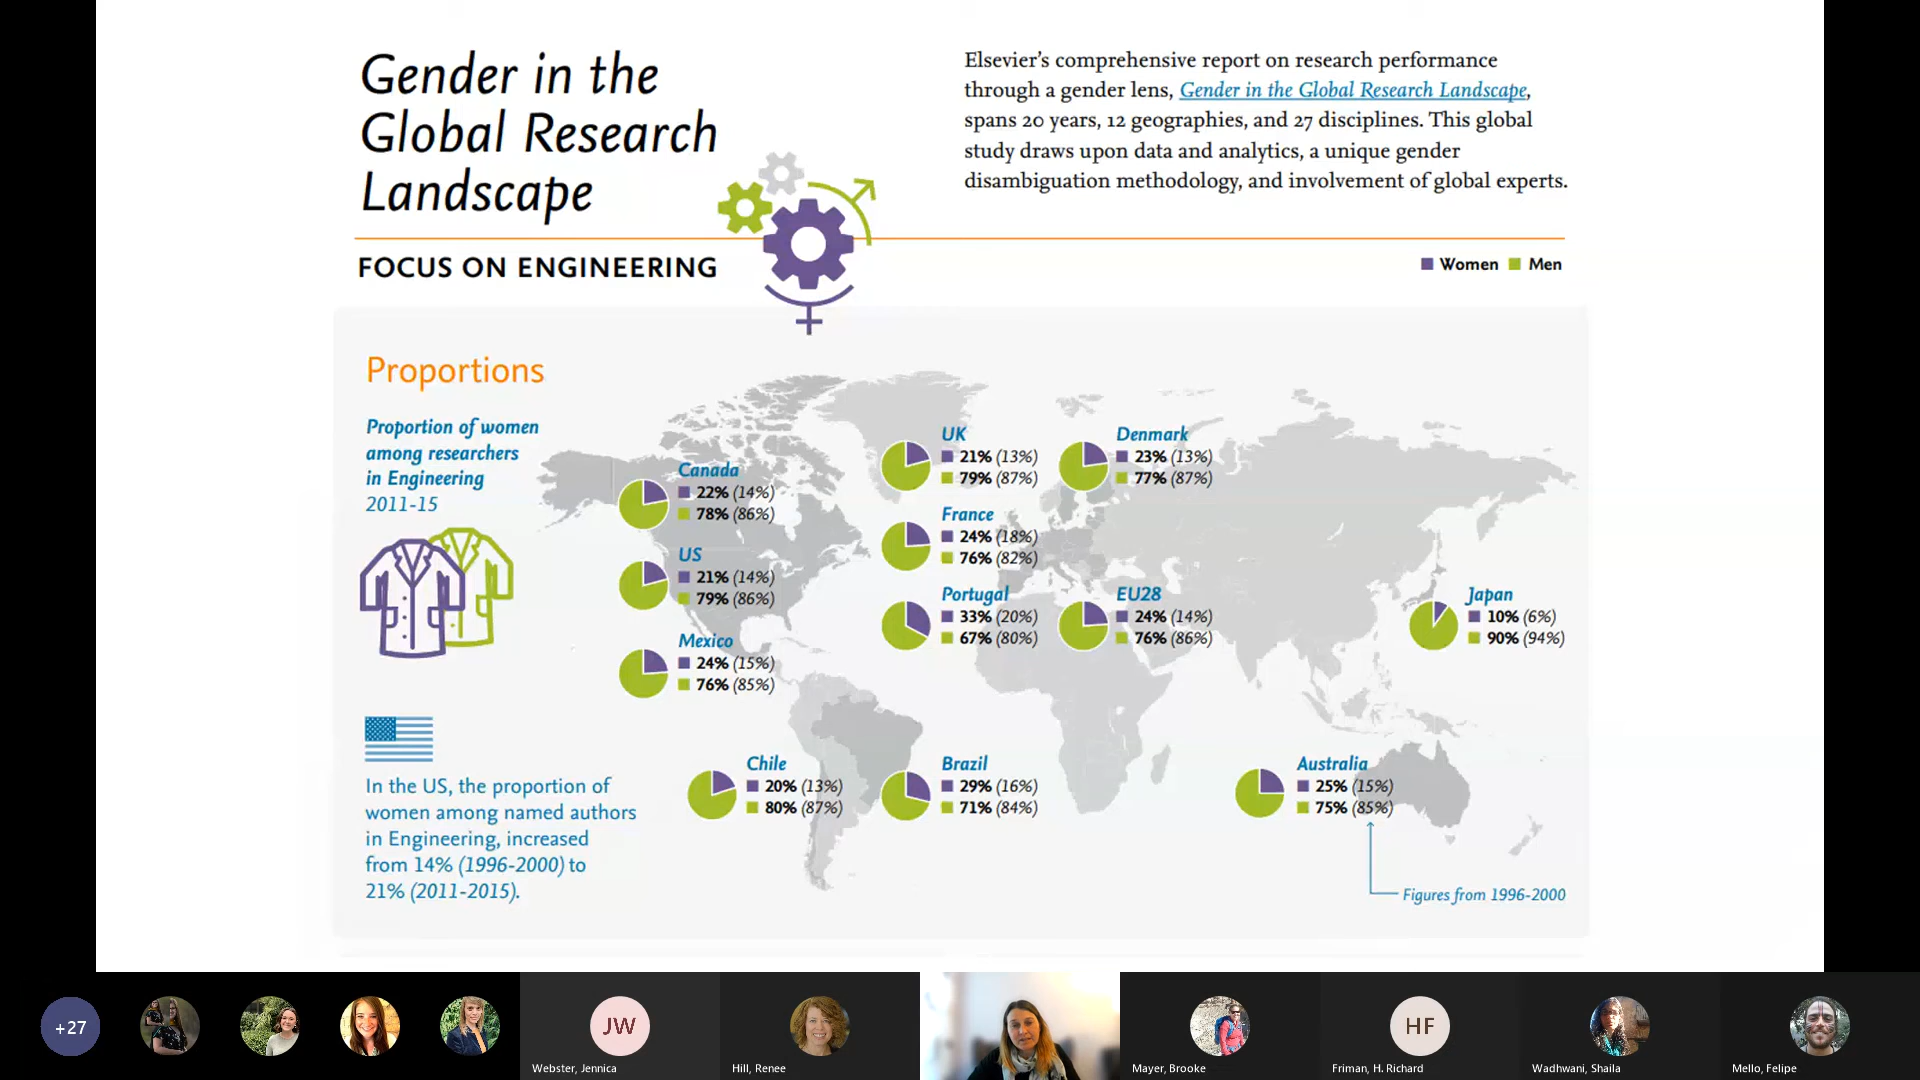 Gender in the
Global Research
Landscape
Elsevier’s comprehensive report on research performance
through a gender lens, Gender in the Global Research Landscape,
spans 20 years, 12 geographies, and 27 disciplines. This global
study draws upon data and analytics, a unique gender
disambiguation methodology, and involvement of global experts.
FOCUS ON ENGINEERING
Women Men
Proportions
Proportion of women
among researchers
in Engineering
2011-15
Canada
22% (14%)
78% (86%)
US
21% (14%)
79% (86%)
Mexico
24% (15%)
76% (85%)
UK
21% (13%)
79% (87%)
Denmark
23% (13%)
77% (87%)
France
24% (18%)
76% (82%)
Portugal
33% (20%)
67% (80%)
EU28
24% (14%)
76% (86%)
Japan
10% (6%)
90% (94%)
Chile
20% (13%)
80% (87%)
Brazil
29% (16%)
71% (84%)
Australia
25% (15%)
75% (85%)
Figures from 1996-2000
In the US, the proportion of
women among named authors
in Engineering, increased
from 14% (1996-2000) to
21% (2011-2015).
+27
JW
Webster, Jennica
Hill, Renee
Mayer, Brooke
HF
Friman, H. Richard
Wadhwani, Shaila
Mello, Felipe